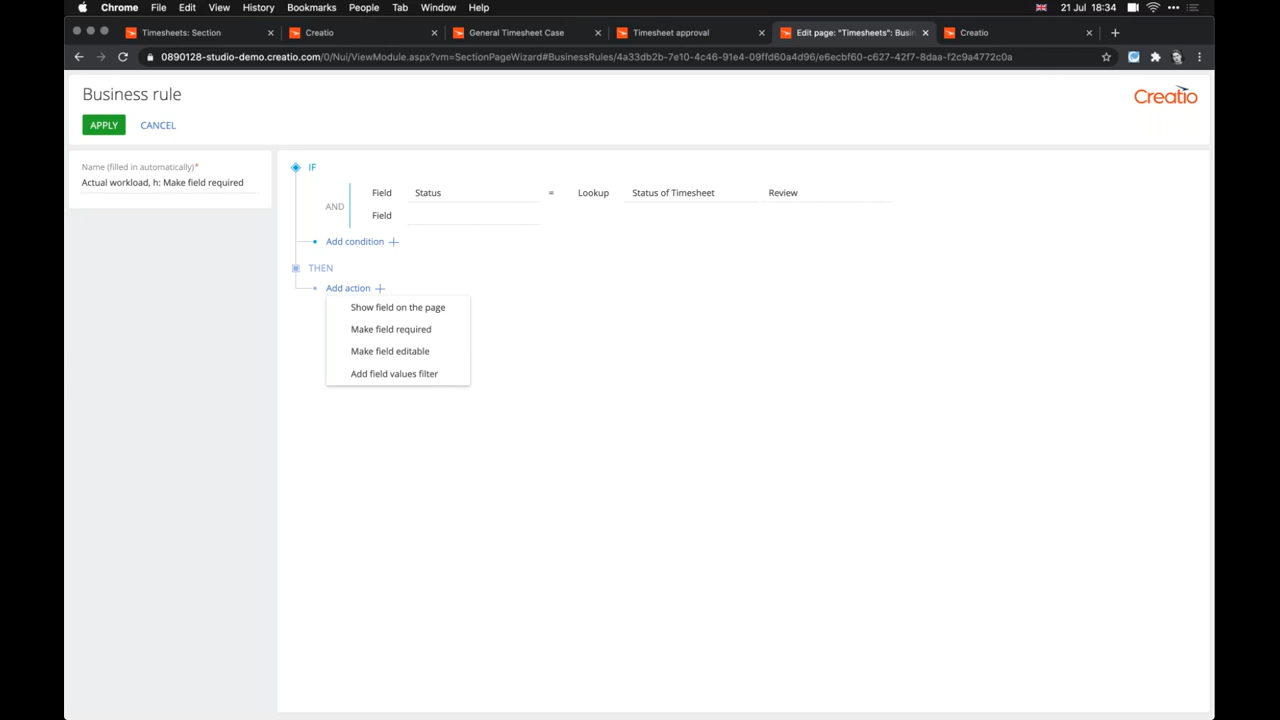 Chrome File Edit View History Bookmarks People Tab Window Help 21 Jul 18:34
Timesheets: Section Creatio General Timesheet Case Timesheet approval Edit page: "Timesheets": Busin Creatio
0890128-studio-demo.creatio.com/0/Nui/ViewModule.aspx?vm=SectionPageWizard#BusinessRules/4a33db2b-7e10-4c46-91e4-09ffd60a4d96/e6ecbf60-c627-42f7-8daa-f2c9a4772c0a
Business rule
Creatio
APPLY CANCEL
Name (filled in automatically)*
Actual workload, h: Make field required
IF
Field Status = Lookup Status of Timesheet Review
AND
Field
Add condition
THEN
Add action
Show field on the page
Make field required
Make field editable
Add field values filter